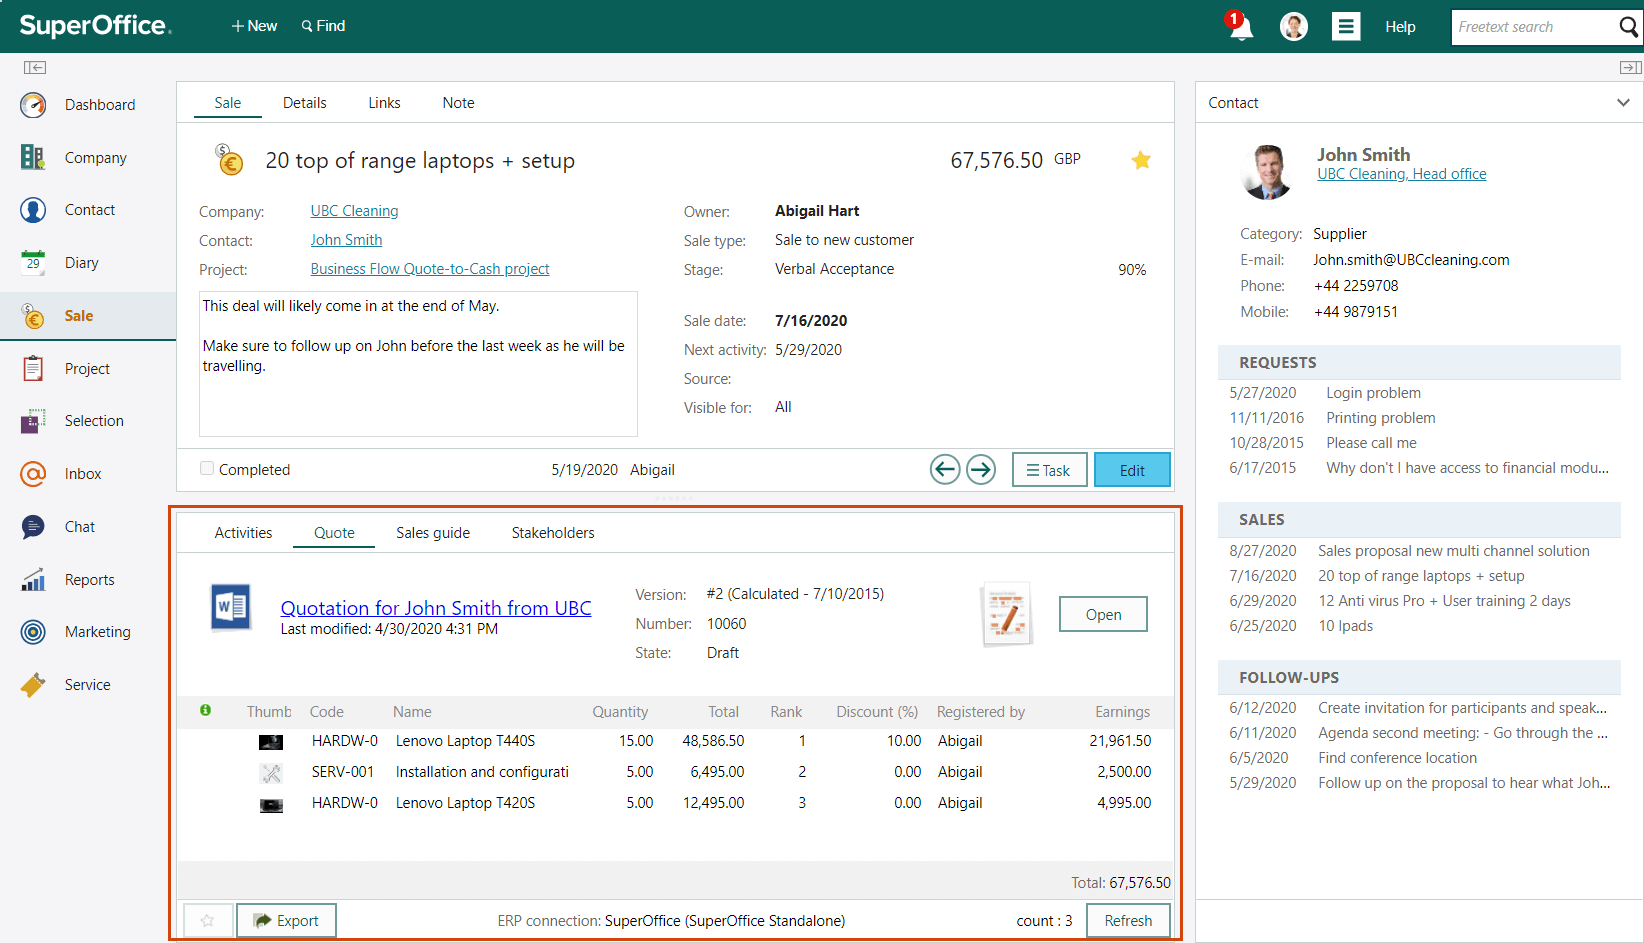 SuperOffice.
+ New
Find
1
Help
Freetext search
Dashboard
Company
Contact
Diary
29
Sale
Project
Selection
Inbox
Chat
Reports
Marketing
Service
Sale Details Links Note
20 top of range laptops + setup
67,576.50 GBP
Company: UBC Cleaning
Contact: John Smith
Project: Business Flow Quote-to-Cash project
This deal will likely come in at the end of May.
Make sure to follow up on John before the last week as he will be
travelling.
Owner: Abigail Hart
Sale type: Sale to new customer
Stage: Verbal Acceptance 90%
Sale date: 7/16/2020
Next activity: 5/29/2020
Source:
Visible for: All
Completed
5/19/2020 Abigail
Task
Edit
Activities Quote Sales guide Stakeholders
Quotation for John Smith from UBC
Last modified: 4/30/2020 4:31 PM
Version: #2 (Calculated - 7/10/2015)
Number: 10060
State: Draft
Open
Thumb Code Name Quantity Total Rank Discount (%) Registered by Earnings
HARDW-0 Lenovo Laptop T440S 15.00 48,586.50 1 10.00 Abigail 21,961.50
SERV-001 Installation and configurati 5.00 6,495.00 2 0.00 Abigail 2,500.00
HARDW-0 Lenovo Laptop T420S 5.00 12,495.00 3 0.00 Abigail 4,995.00
Total: 67,576.50
Export
ERP connection: SuperOffice (SuperOffice Standalone)
count : 3
Refresh
Contact
John Smith
UBC Cleaning, Head office
Category: Supplier
E-mail: John.smith@UBCcleaning.com
Phone: +44 2259708
Mobile: +44 9879151
REQUESTS
5/27/2020 Login problem
11/11/2016 Printing problem
10/28/2015 Please call me
6/17/2015 Why don't I have access to financial modu...
SALES
8/27/2020 Sales proposal new multi channel solution
7/16/2020 20 top of range laptops + setup
6/29/2020 12 Anti virus Pro + User training 2 days
6/25/2020 10 Ipads
FOLLOW-UPS
6/12/2020 Create invitation for participants and speak...
6/11/2020 Agenda second meeting: - Go through the ...
6/5/2020 Find conference location
5/29/2020 Follow up on the proposal to hear what Joh...